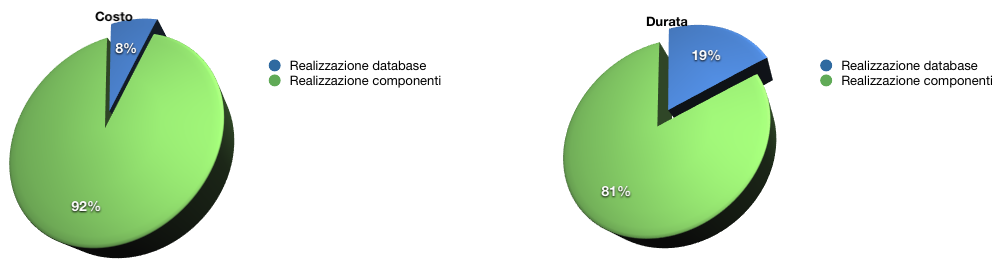 Costo
8%
92%
Realizzazione database
Realizzazione componenti
Durata
19%
81%
Realizzazione database
Realizzazione componenti